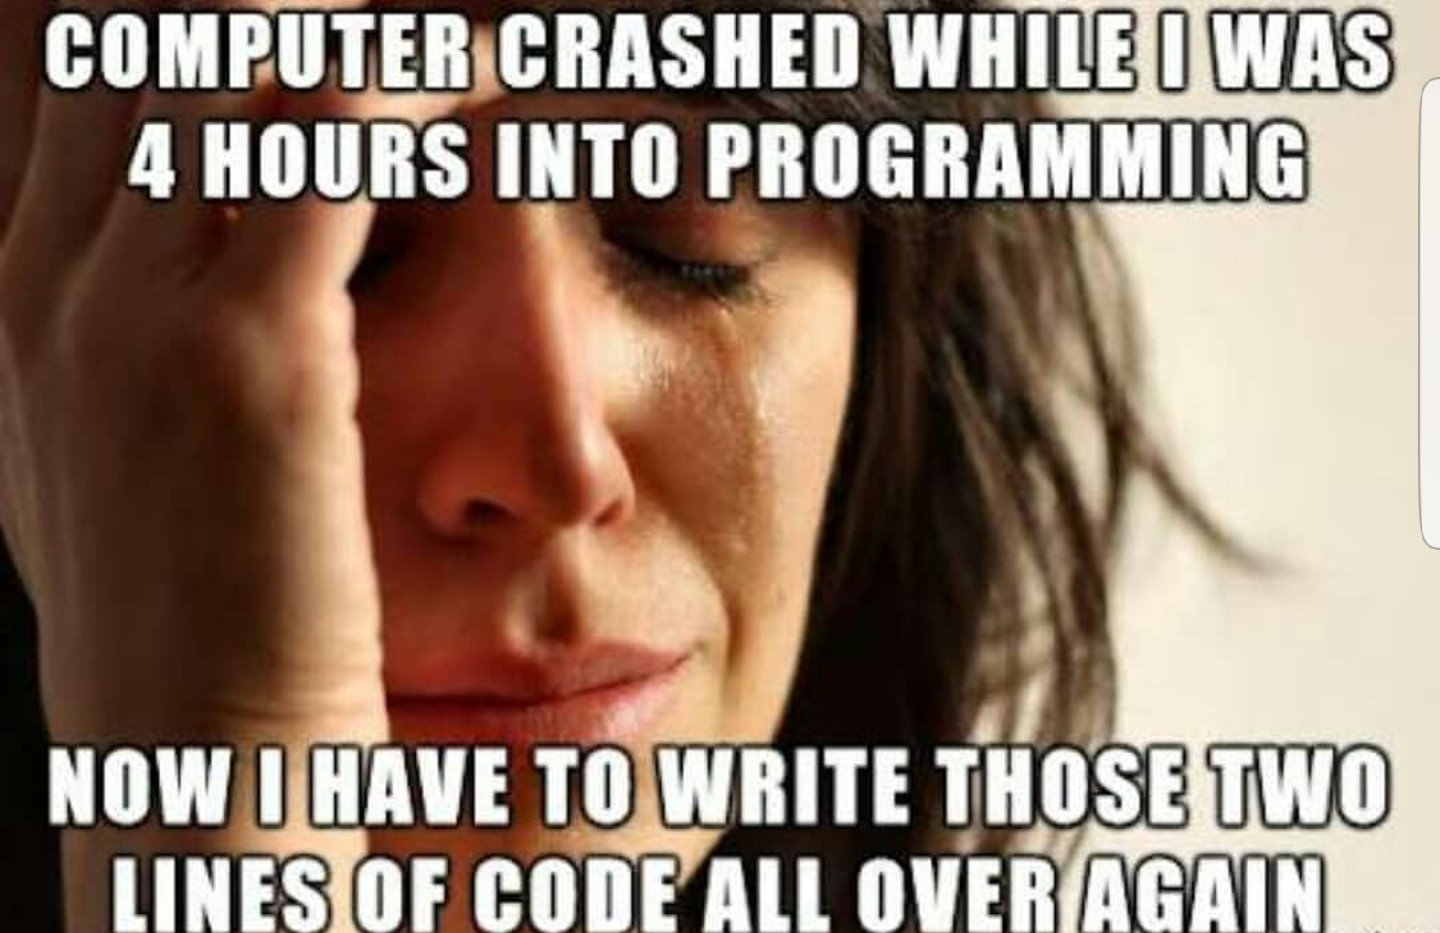 COMPUTER CRASHED WHILE I WAS
4 HOURS INTO PROGRAMMING
NOW I HAVE TO WRITE THOSE TWO
LINES OF CODE ALL OVER AGAIN